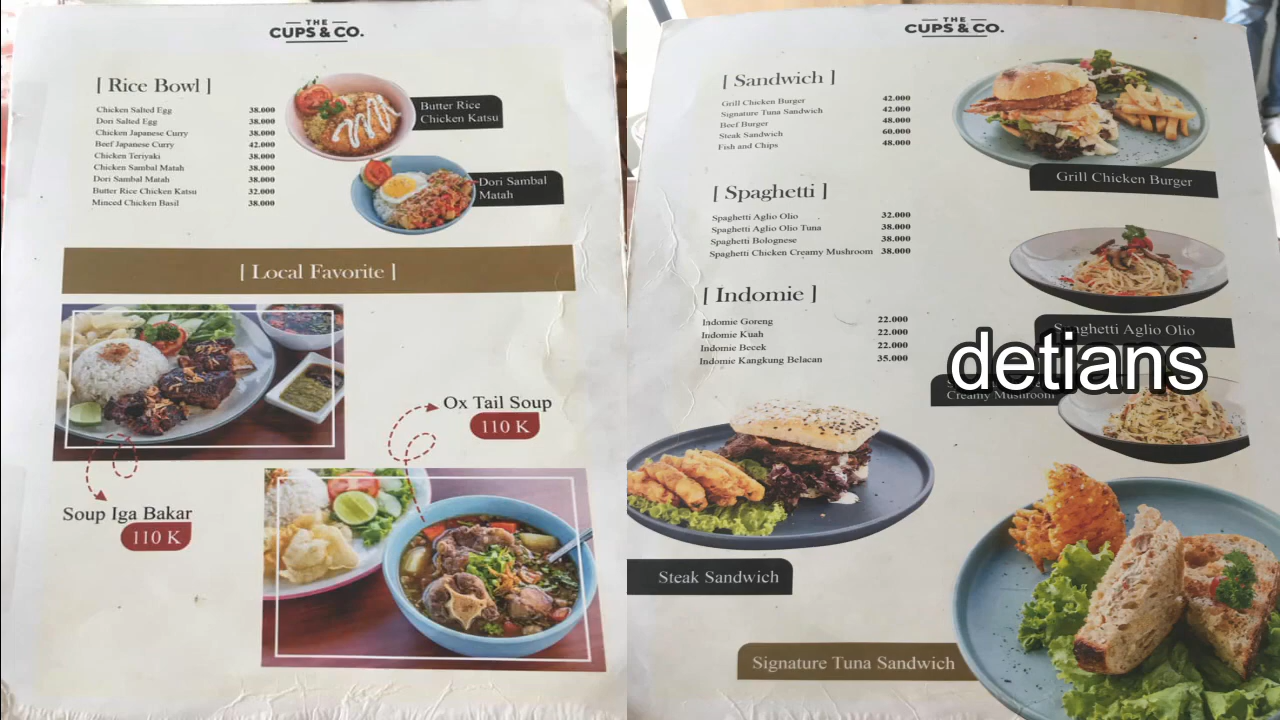 THE
CUPS & CO.
[ Rice Bowl ]
Chicken Salted Egg 38.000
Dori Salted Egg 38.000
Chicken Japanese Curry 38.000
Beef Japanese Curry 42.000
Chicken Teriyaki 38.000
Chicken Sambal Matah 38.000
Dori Sambal Matah 38.000
Butter Rice Chicken Katsu 32.000
Minced Chicken Basil 38.000
Butter Rice
Chicken Katsu
Dori Sambal
Matah
[ Local Favorite ]
Ox Tail Soup
110 K
Soup Iga Bakar
110 K
THE
CUPS & CO.
[ Sandwich ]
Grill Chicken Burger 42.000
Signature Tuna Sandwich 42.000
Beef Burger 48.000
Steak Sandwich 60.000
Fish and Chips 48.000
Grill Chicken Burger
[ Spaghetti ]
Spaghetti Aglio Olio 32.000
Spaghetti Aglio Olio Tuna 38.000
Spaghetti Bolognese 38.000
Spaghetti Chicken Creamy Mushroom 38.000
[ Indomie ]
Indomie Goreng 22.000
Indomie Kuah 22.000
Indomie Becek 22.000
Indomie Kangkung Belacan 35.000
Spaghetti Aglio Olio
detians
Creamy Mushroom
Steak Sandwich
Signature Tuna Sandwich